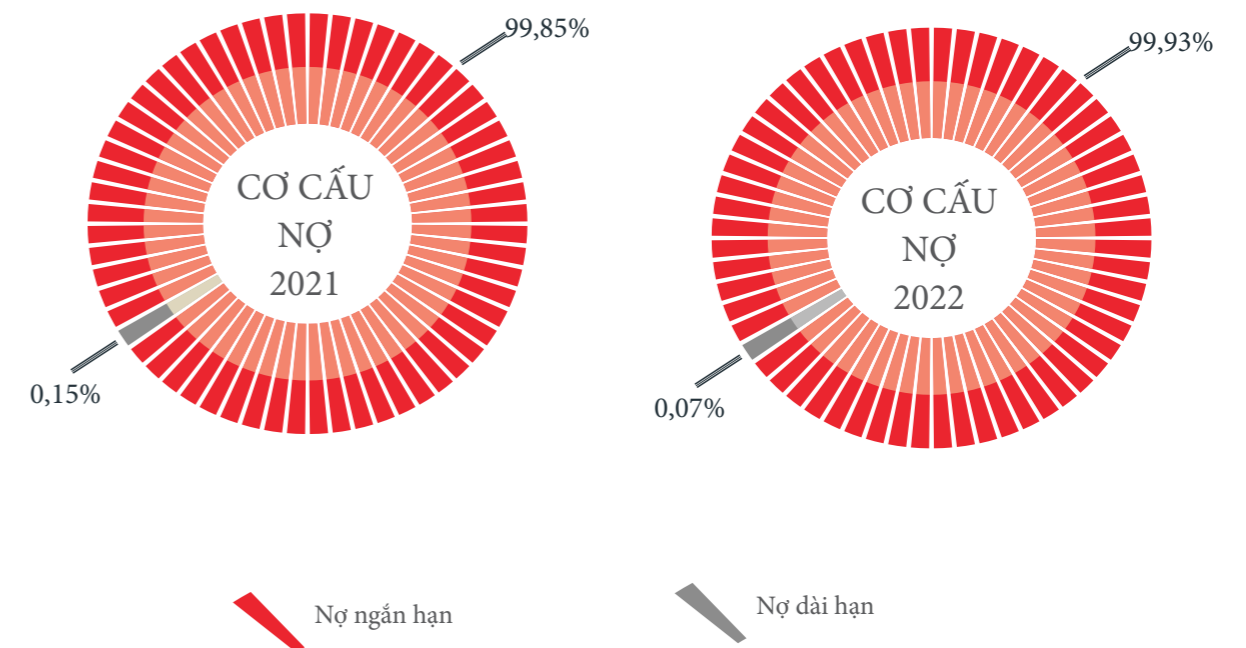 99,85%
CƠ CẤU
NỢ
2021
0,15%
99,93%
CƠ CẤU
NỢ
2022
0,07%
Nợ ngắn hạn
Nợ dài hạn